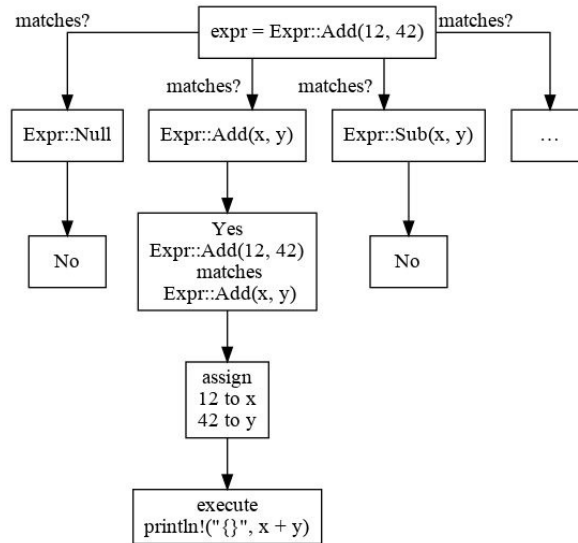 expr = Expr::Add(12, 42)
matches?
matches?
matches?
matches?
Expr::Null
Expr::Add(x, y)
Expr::Sub(x, y)
…
No
Yes
Expr::Add(12, 42)
matches
Expr::Add(x, y)
No
assign
12 to x
42 to y
execute
println!("{}", x + y)